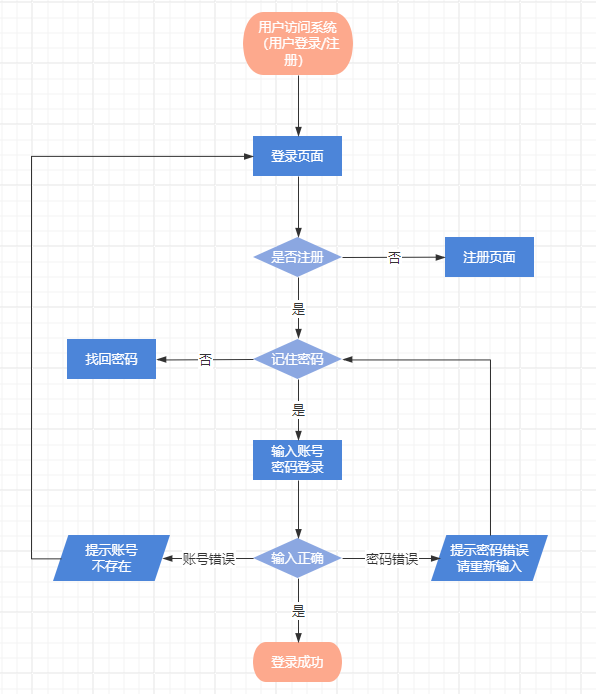 用户访问系统
（用户登录/注
册）
登录页面
是否注册
否
注册页面
是
找回密码
否
记住密码
是
输入账号
密码登录
提示账号
不存在
账号错误
输入正确
密码错误
提示密码错误
请重新输入
是
登录成功